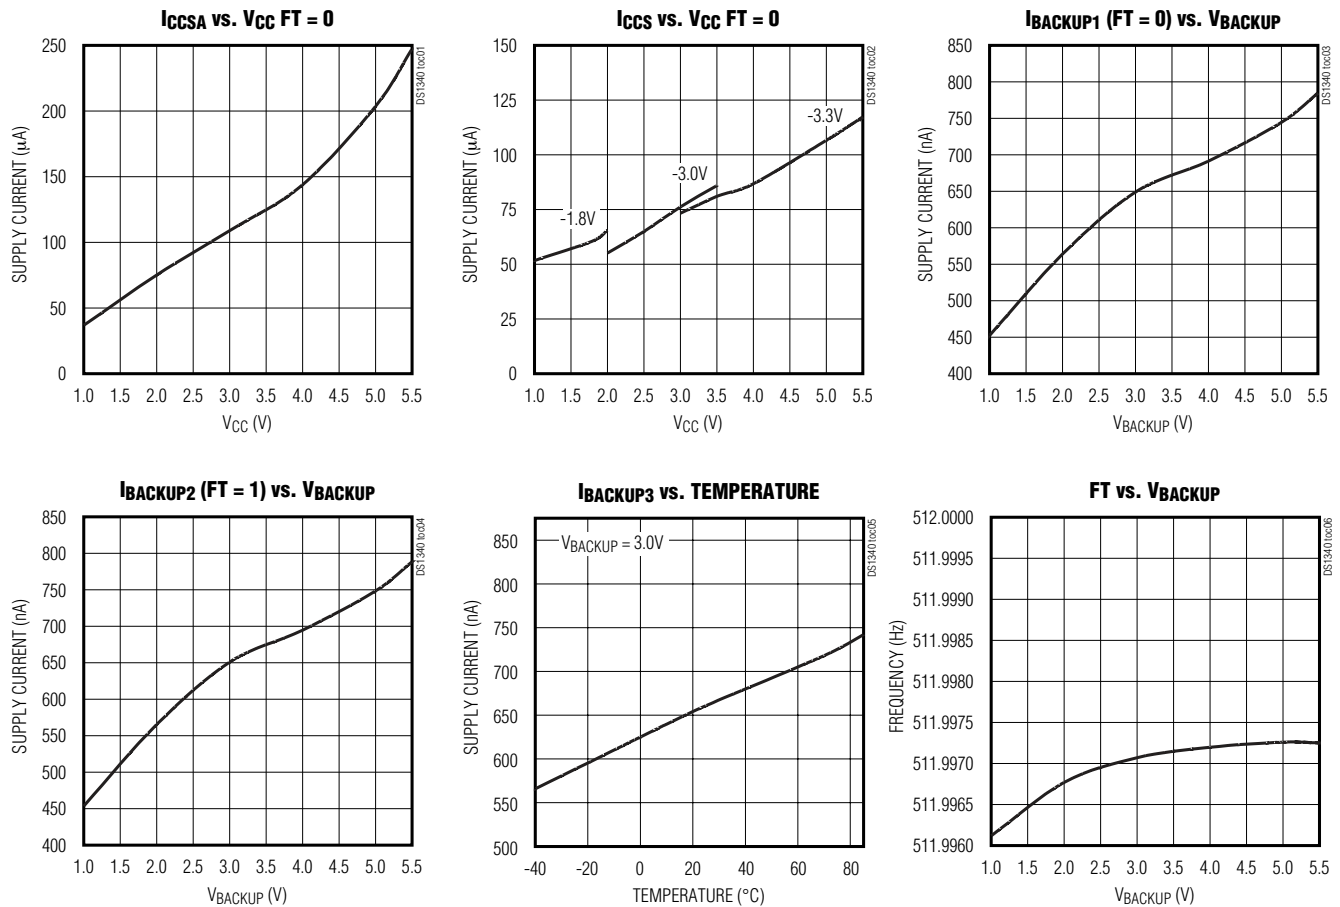 ICCSA vs. VCC FT = 0
250
200
150
100
50
0
SUPPLY CURRENT (μA)
1.0 1.5 2.0 2.5 3.0 3.5 4.0 4.5 5.0 5.5
VCC (V)
DS1340 toc01
ICCS vs. VCC FT = 0
150
125
100
75
50
25
0
SUPPLY CURRENT (μA)
-1.8V
-3.0V
-3.3V
1.0 1.5 2.0 2.5 3.0 3.5 4.0 4.5 5.0 5.5
VCC (V)
DS1340 toc02
IBACKUP1 (FT = 0) vs. VBACKUP
850
800
750
700
650
600
550
500
450
400
SUPPLY CURRENT (nA)
1.0 1.5 2.0 2.5 3.0 3.5 4.0 4.5 5.0 5.5
VBACKUP (V)
DS1340 toc03
IBACKUP2 (FT = 1) vs. VBACKUP
850
800
750
700
650
600
550
500
450
400
SUPPLY CURRENT (nA)
1.0 1.5 2.0 2.5 3.0 3.5 4.0 4.5 5.0 5.5
VBACKUP (V)
DS1340 toc04
IBACKUP3 vs. TEMPERATURE
850
800
750
700
650
600
550
500
SUPPLY CURRENT (nA)
VBACKUP = 3.0V
-40 -20 0 20 40 60 80
TEMPERATURE (°C)
DS1340 toc05
FT vs. VBACKUP
512.0000
511.9995
511.9990
511.9985
511.9980
511.9975
511.9970
511.9965
511.9960
FREQUENCY (Hz)
1.0 1.5 2.0 2.5 3.0 3.5 4.0 4.5 5.0 5.5
VBACKUP (V)
DS1340 toc06